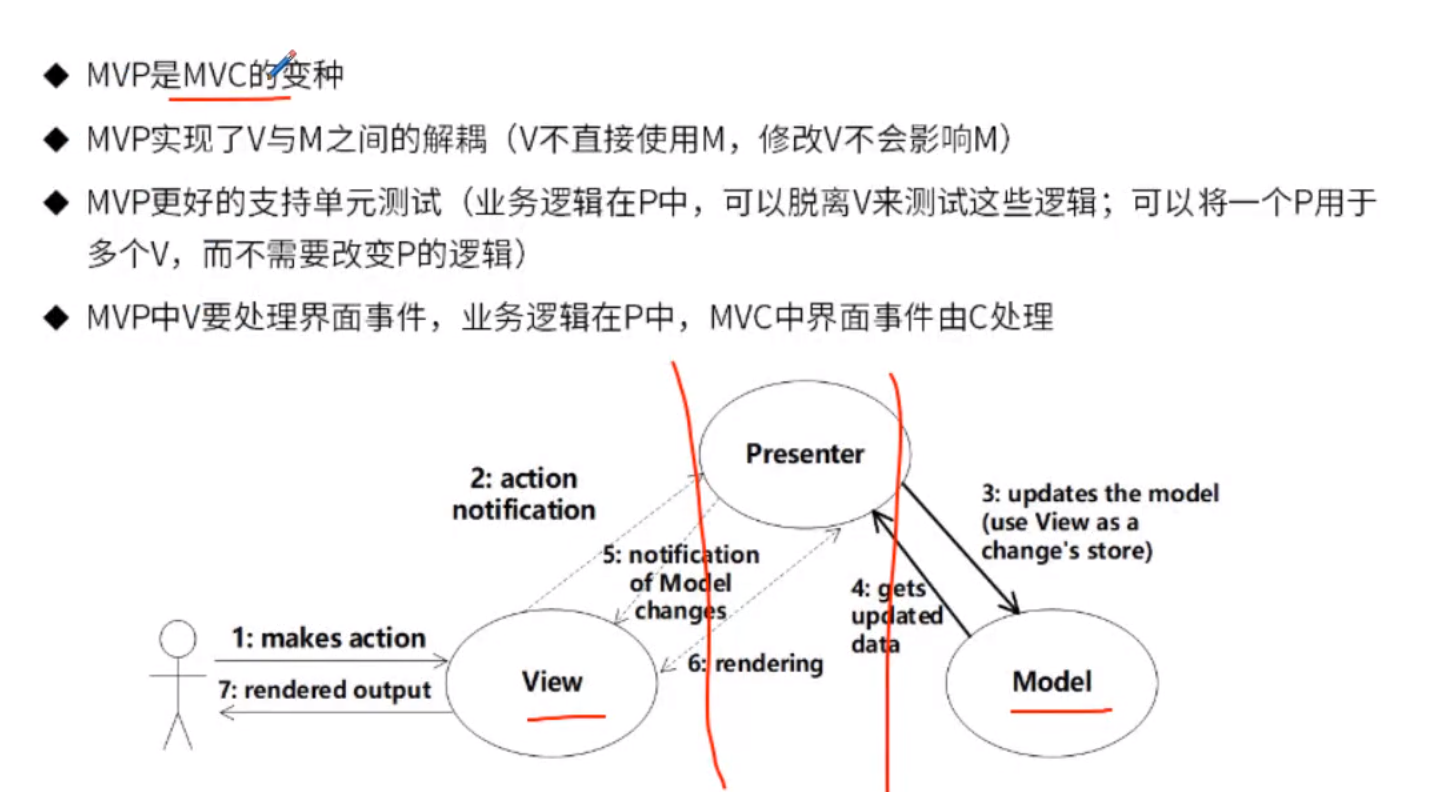 ◆ MVP是MVC的变种
◆ MVP实现了V与M之间的解耦（V不直接使用M，修改V不会影响M）
◆ MVP更好的支持单元测试（业务逻辑在P中，可以脱离V来测试这些逻辑；可以将一个P用于
多个V，而不需要改变P的逻辑）
◆ MVP中V要处理界面事件，业务逻辑在P中，MVC中界面事件由C处理
Presenter
2: action
notification
3: updates the model
(use View as a
change's store)
5: notification
of Model
changes
4: gets
updated
data
1: makes action
6: rendering
7: rendered output
View
Model